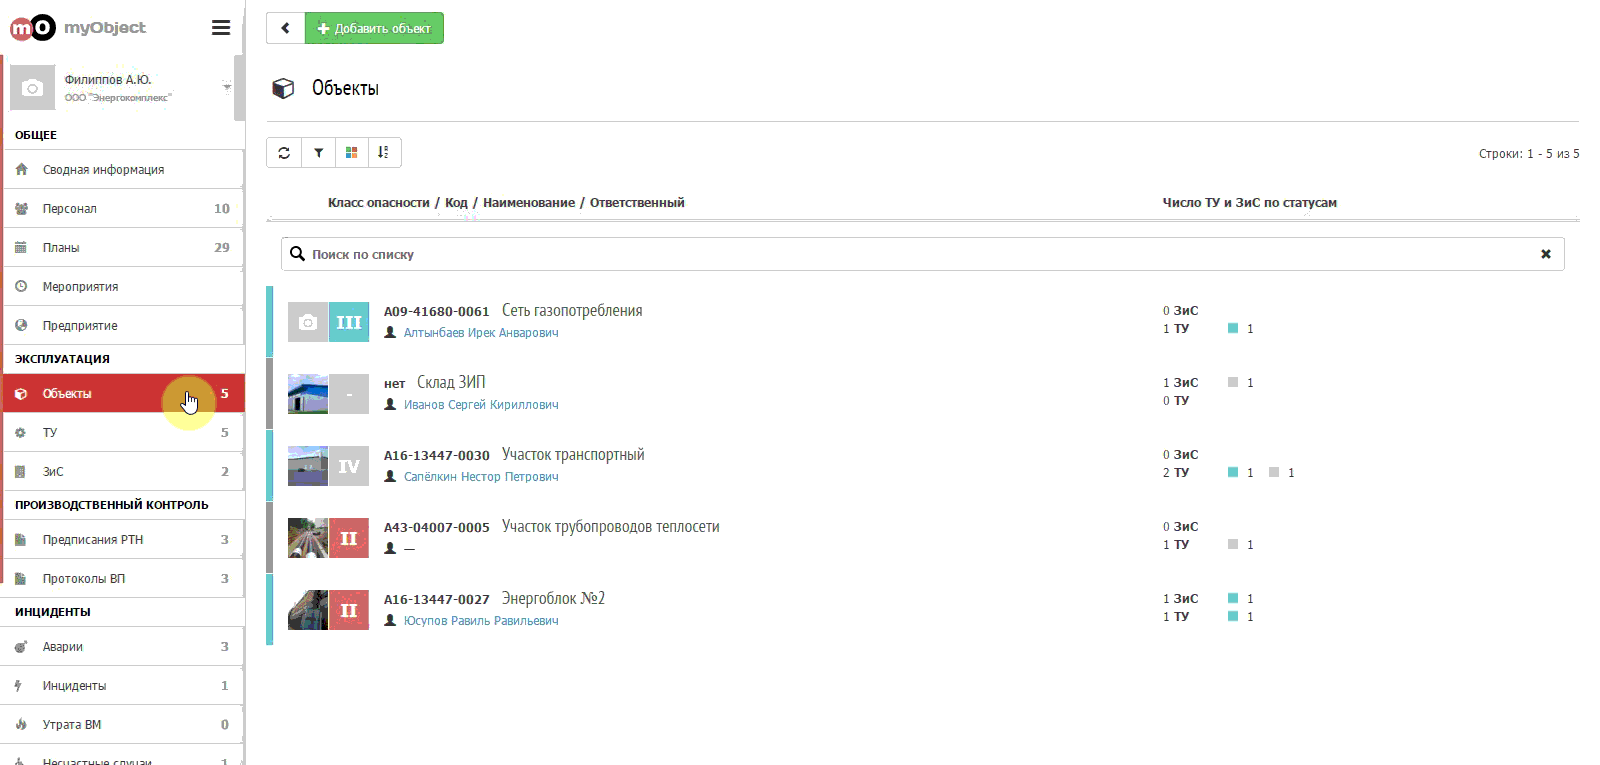 mO myObject
Филиппов А.Ю.
ООО "Энергокомплекс"
ОБЩЕЕ
Сводная информация
Персонал 10
Планы 29
Мероприятия
Предприятие
ЭКСПЛУАТАЦИЯ
Объекты 5
ТУ 5
ЗиС 2
ПРОИЗВОДСТВЕННЫЙ КОНТРОЛЬ
Предписания РТН 3
Протоколы ВП 3
ИНЦИДЕНТЫ
Аварии 3
Инциденты 1
Утрата ВМ 0
Несчастные случаи 1
Добавить объект
Объекты
Строки: 1 - 5 из 5
Класс опасности / Код / Наименование / Ответственный
Число ТУ и ЗиС по статусам
Поиск по списку
III А09-41680-0061 Сеть газопотребления
Алтынбаев Ирек Анварович
0 ЗиС
1 ТУ 1
- нет Склад ЗИП
Иванов Сергей Кириллович
1 ЗиС 1
0 ТУ
IV А16-13447-0030 Участок транспортный
Сапёлкин Нестор Петрович
0 ЗиС
2 ТУ 1 1
II А43-04007-0005 Участок трубопроводов теплосети
—
0 ЗиС
1 ТУ 1
II А16-13447-0027 Энергоблок №2
Юсупов Равиль Равильевич
1 ЗиС 1
1 ТУ 1